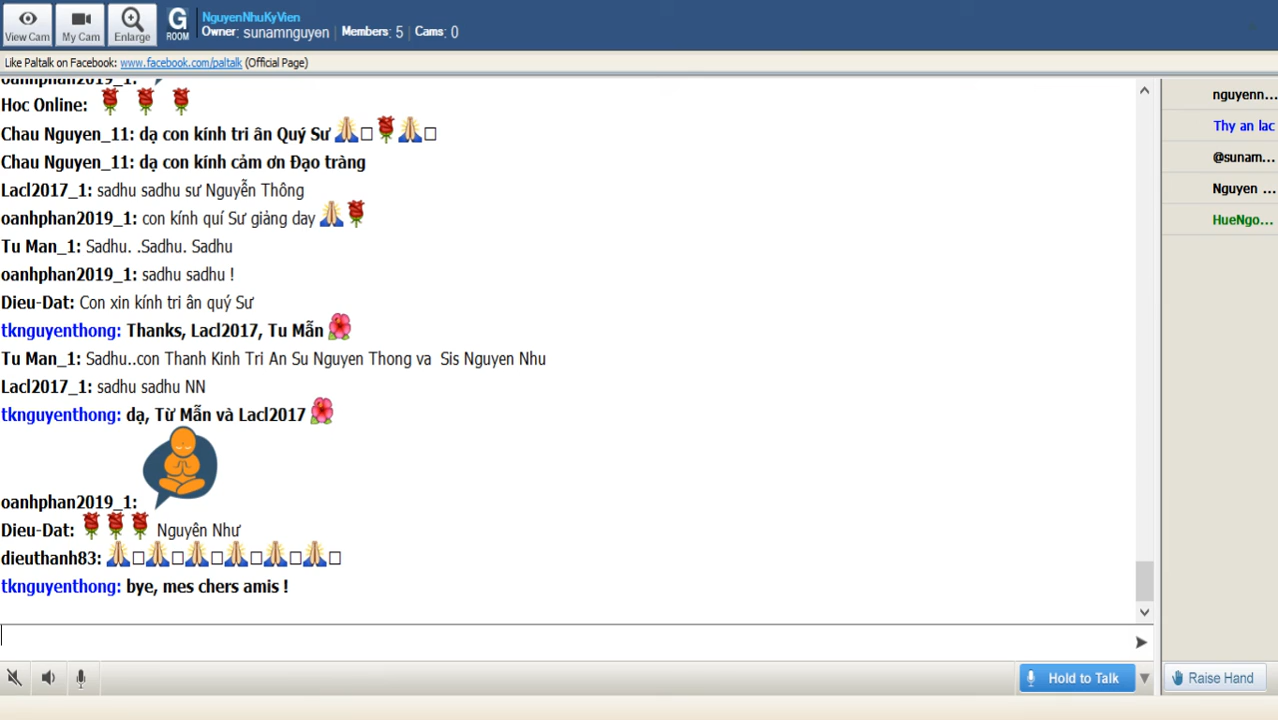 NguyenNhuKyVien
View Cam
My Cam
Enlarge
G ROOM
Owner: sunamnguyen
Members: 5
Cams: 0
Like Paltalk on Facebook: www.facebook.com/paltalk (Official Page)
oanhphan2019_1:
Hoc Online:
Chau Nguyen_11: dạ con kính tri ân Quý Sư
Chau Nguyen_11: dạ con kính cảm ơn Đạo tràng
Lacl2017_1: sadhu sadhu sư Nguyễn Thông
oanhphan2019_1: con kính quí Sư giảng day
Tu Man_1: Sadhu. .Sadhu. Sadhu
oanhphan2019_1: sadhu sadhu !
Dieu-Dat: Con xin kính tri ân quý Sư
tknguyenthong: Thanks, Lacl2017, Tu Mẫn
Tu Man_1: Sadhu..con Thanh Kinh Tri An Su Nguyen Thong va Sis Nguyen Nhu
Lacl2017_1: sadhu sadhu NN
tknguyenthong: dạ, Từ Mẫn và Lacl2017
oanhphan2019_1:
Dieu-Dat: Nguyên Như
dieuthanh83:
tknguyenthong: bye, mes chers amis !
nguyenn...
Thy an lac
@sunam...
Nguyen ...
HueNgo...
Hold to Talk
Raise Hand